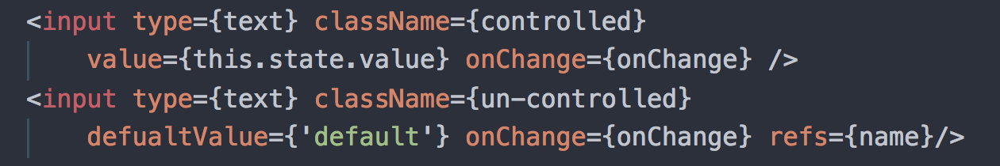 <input type={text} className={controlled}
value={this.state.value} onChange={onChange} />
<input type={text} className={un-controlled}
defualtValue={'default'} onChange={onChange} refs={name}/>